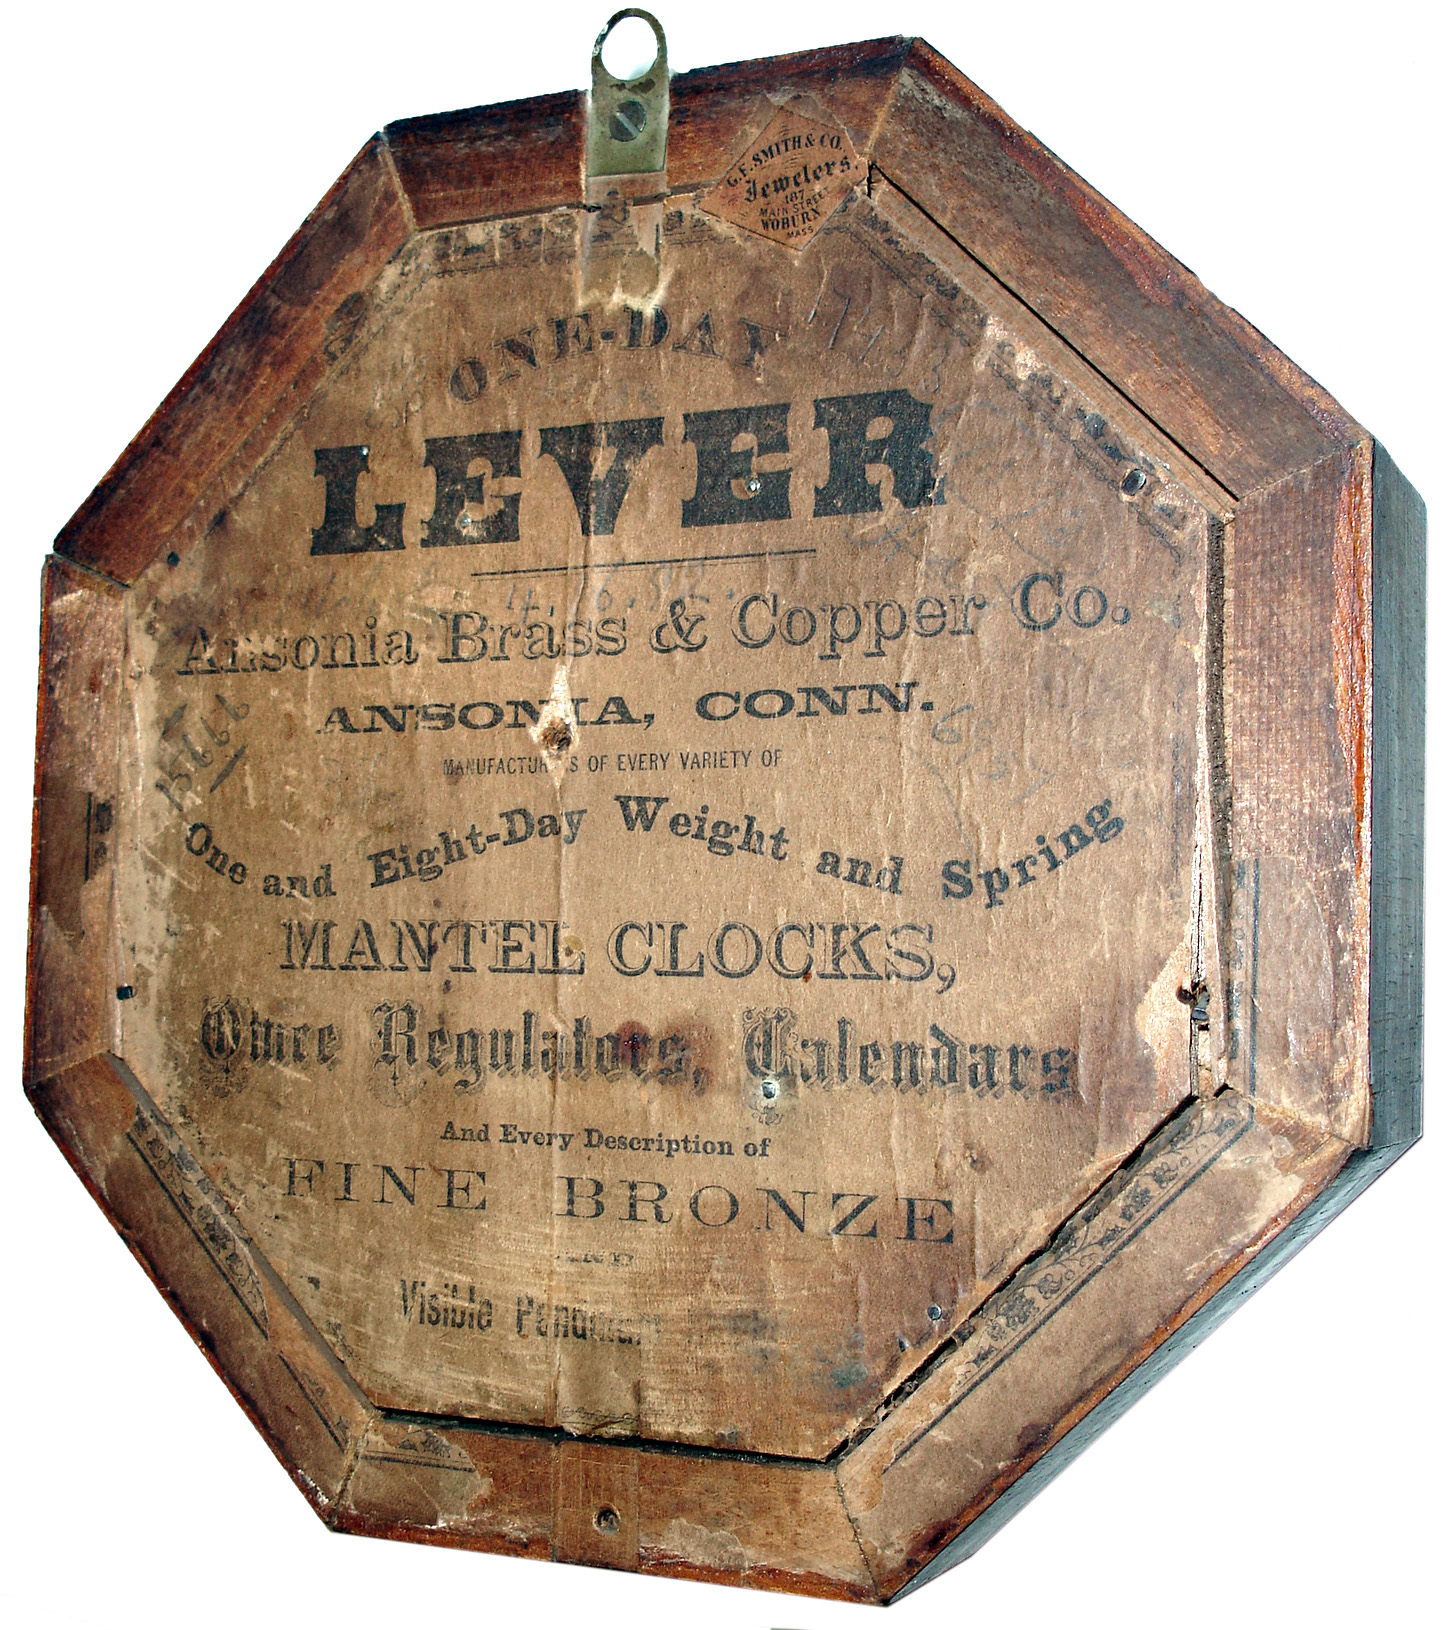 G.F. SMITH & CO.
Jewelers.
187
MAIN STREET
WOBURN
MASS
ONE-DAY
LEVER
Ansonia Brass & Copper Co.
ANSONIA, CONN.
MANUFACTURERS OF EVERY VARIETY OF
One and Eight-Day Weight and Spring
MANTEL CLOCKS,
Office Regulators, Calendars
And Every Description of
FINE BRONZE
AND
Visible